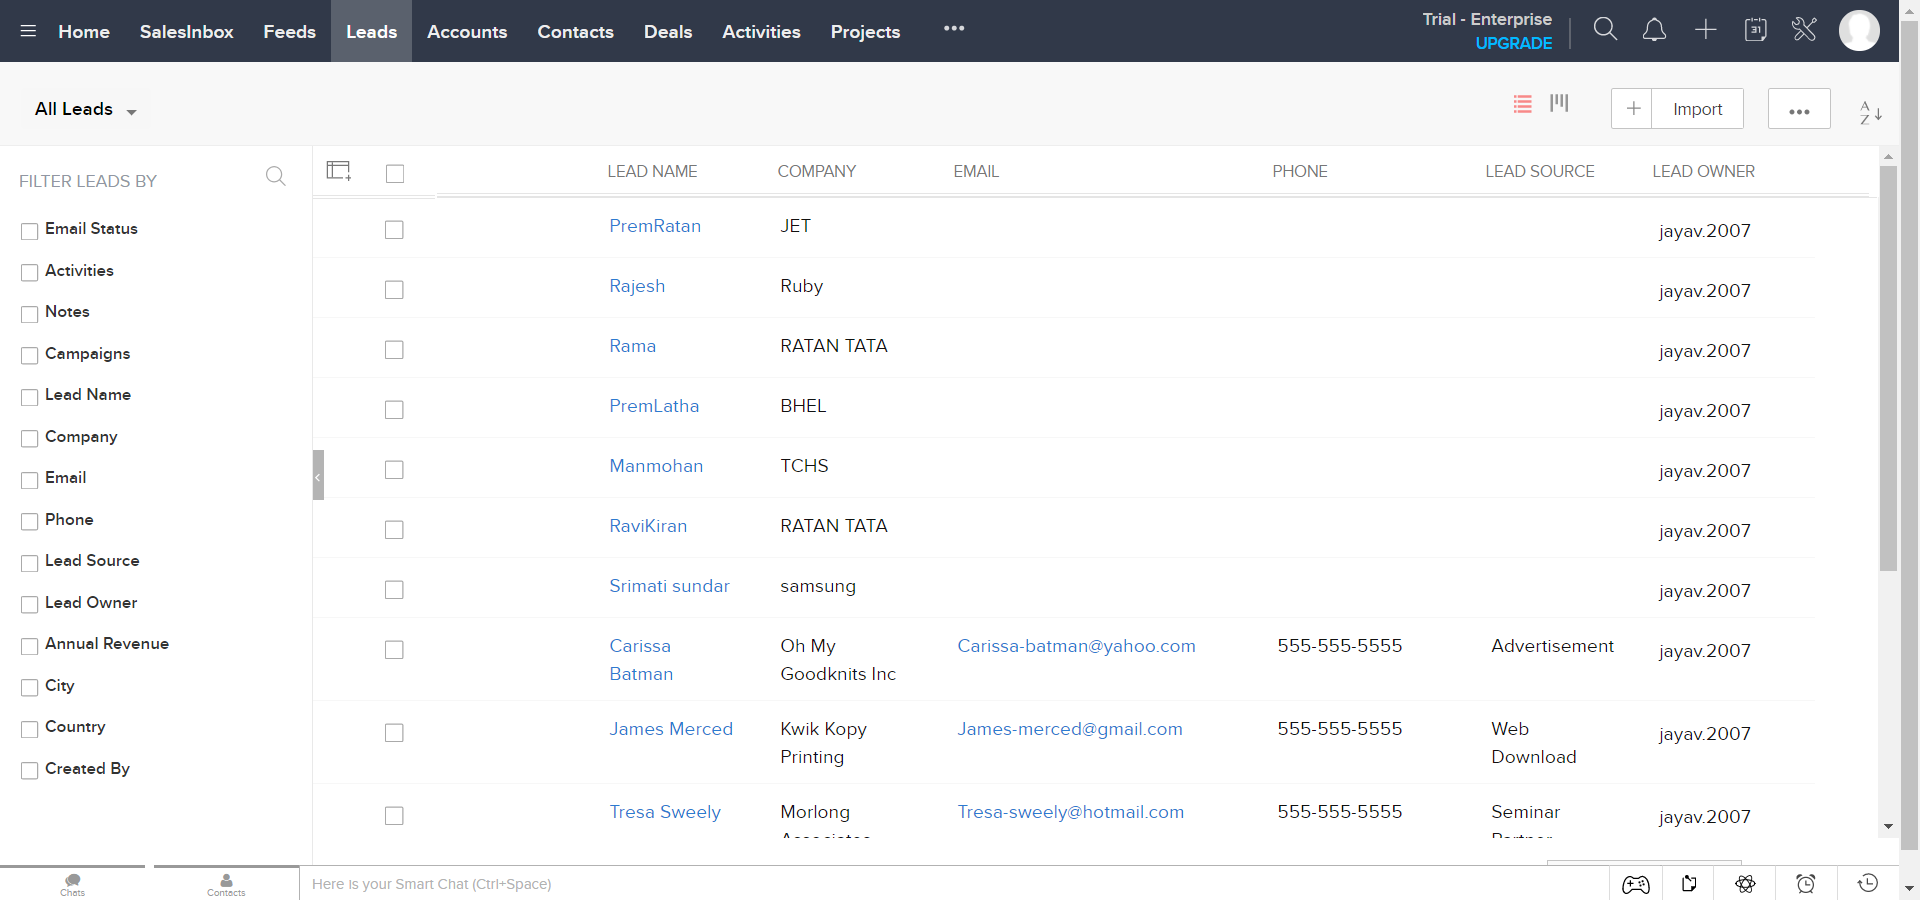 Home SalesInbox Feeds Leads Accounts Contacts Deals Activities Projects
Trial - Enterprise
UPGRADE
31
All Leads
Import
A
Z
FILTER LEADS BY
Email Status
Activities
Notes
Campaigns
Lead Name
Company
Email
Phone
Lead Source
Lead Owner
Annual Revenue
City
Country
Created By
LEAD NAME COMPANY EMAIL PHONE LEAD SOURCE LEAD OWNER
PremRatan JET jayav.2007
Rajesh Ruby jayav.2007
Rama RATAN TATA jayav.2007
PremLatha BHEL jayav.2007
Manmohan TCHS jayav.2007
RaviKiran RATAN TATA jayav.2007
Srimati sundar samsung jayav.2007
Carissa Oh My Carissa-batman@yahoo.com 555-555-5555 Advertisement jayav.2007
Batman Goodknits Inc
James Merced Kwik Kopy James-merced@gmail.com 555-555-5555 Web jayav.2007
Printing Download
Tresa Sweely Morlong Tresa-sweely@hotmail.com 555-555-5555 Seminar jayav.2007
Chats Contacts Here is your Smart Chat (Ctrl+Space)